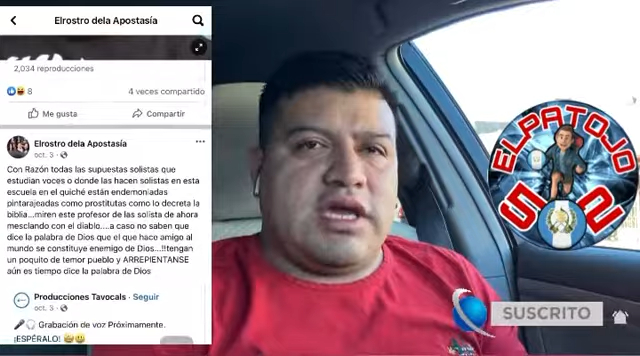 Elrostro dela Apostasía
2,034 reproducciones
8
4 veces compartido
Me gusta
Compartir
Elrostro dela Apostasía
oct. 3 ·
Con Razón todas las supuestas solistas que
estudian voces o donde las hacen solistas en esta
escuela en el quiché están endemoniadas
pintarajeadas como prostitutas como lo decreta la
biblia...miren este profesor de las solista de ahora
mesclando con el diablo....a caso no saben que
dice la palabra de Dios que el que hace amigo al
mundo se constituye enemigo de Dios...!!tengan
un poquito de temor pueblo y ARREPIENTANSE
aún es tiempo dice la palabra de Dios
Producciones Tavocals · Seguir
oct. 3 ·
Grabación de voz Próximamente.
¡ESPÉRALO!
ELPATOJO
502
SUSCRITO